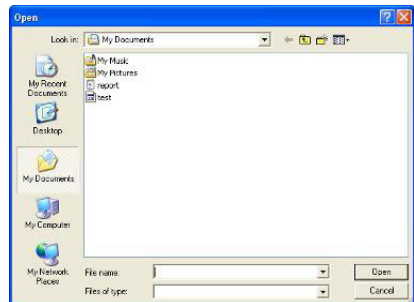 Open
Look in: My Documents
My Music
My Pictures
report
test
My Recent
Documents
Desktop
My Documents
My Computer
My Network
Places
File name:
Open
Files of type:
Cancel